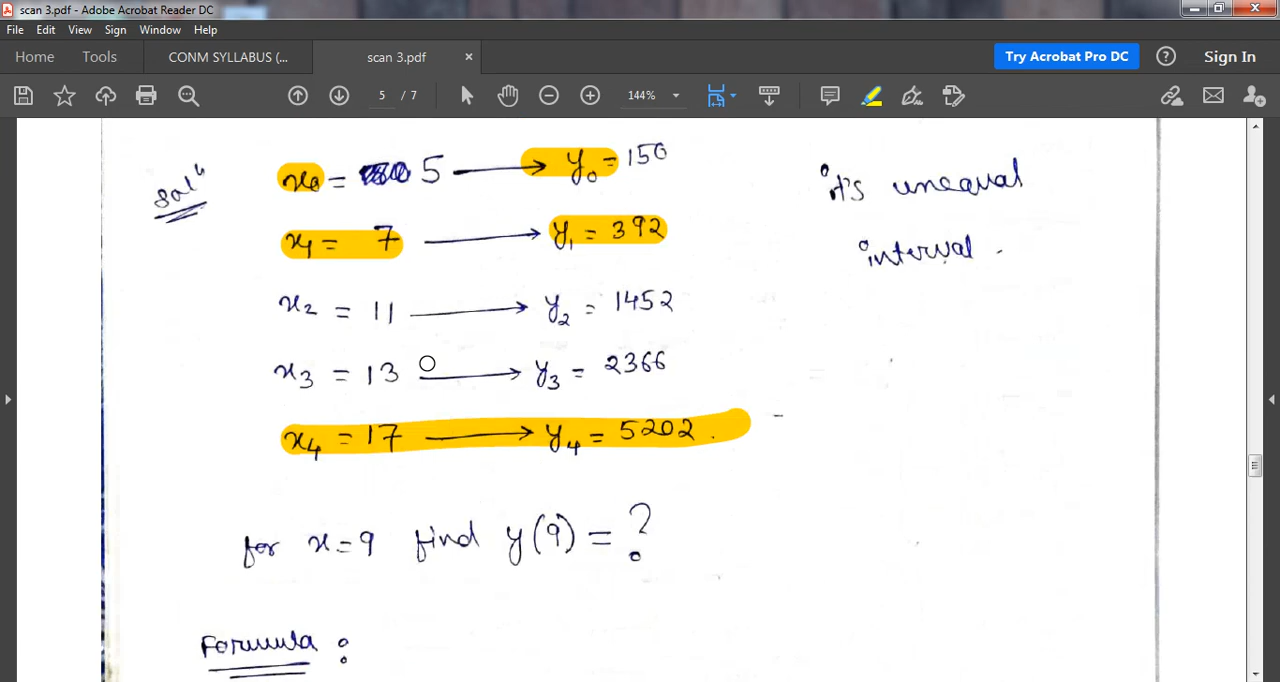 scan 3.pdf - Adobe Acrobat Reader DC
File Edit View Sign Window Help
Home Tools CONM SYLLABUS (... scan 3.pdf × Try Acrobat Pro DC ? Sign In
5 / 7 144%
Solⁿ x0 = 5 → y0 = 150 it's unequal
x1 = 7 → y1 = 392 interval.
x2 = 11 → y2 = 1452
x3 = 13 → y3 = 2366
x4 = 17 → y4 = 5202.
for x=9 find y(9) = ?
Formula :